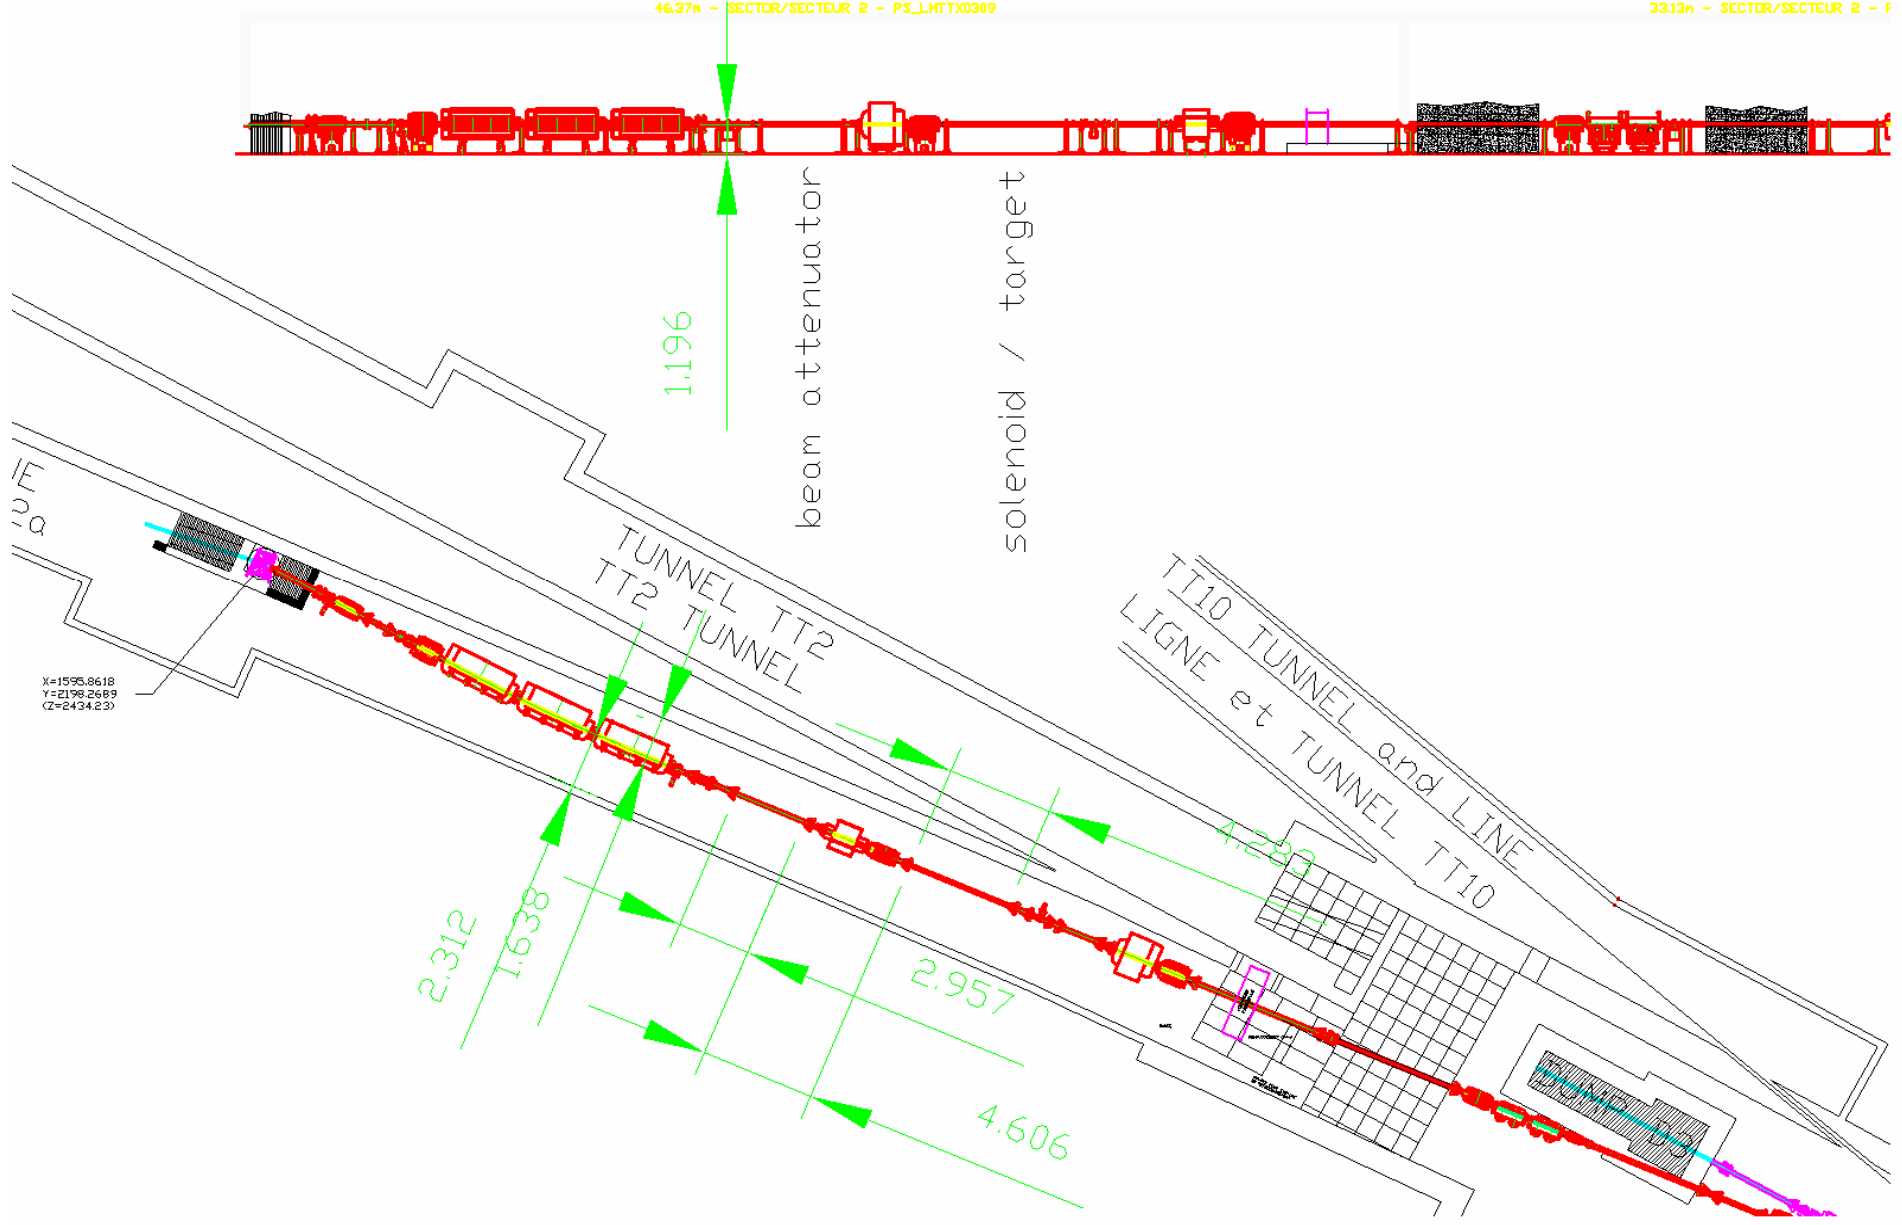 46.37m - SECTOR/SECTEUR 2 - PS_LMTTX0309
33.13m - SECTOR/SECTEUR 2 - P
beam attenuator
solenoid / target
1.196
2a
TUNNEL TT2
TT2 TUNNEL
TT10 TUNNEL and LINE
LIGNE et TUNNEL TT10
X=1595.8618
Y=2198.2689
(Z=2434.23)
4.283
2.312
1.638
2.957
4.606
DUMP D3